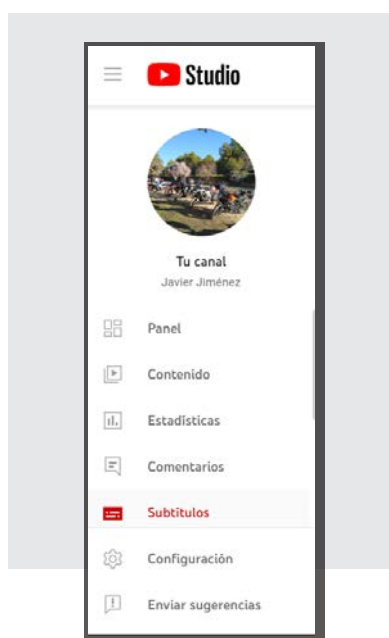 Studio
Tu canal
Javier Jiménez
Panel
Contenido
Estadísticas
Comentarios
Subtítulos
Configuración
Enviar sugerencias